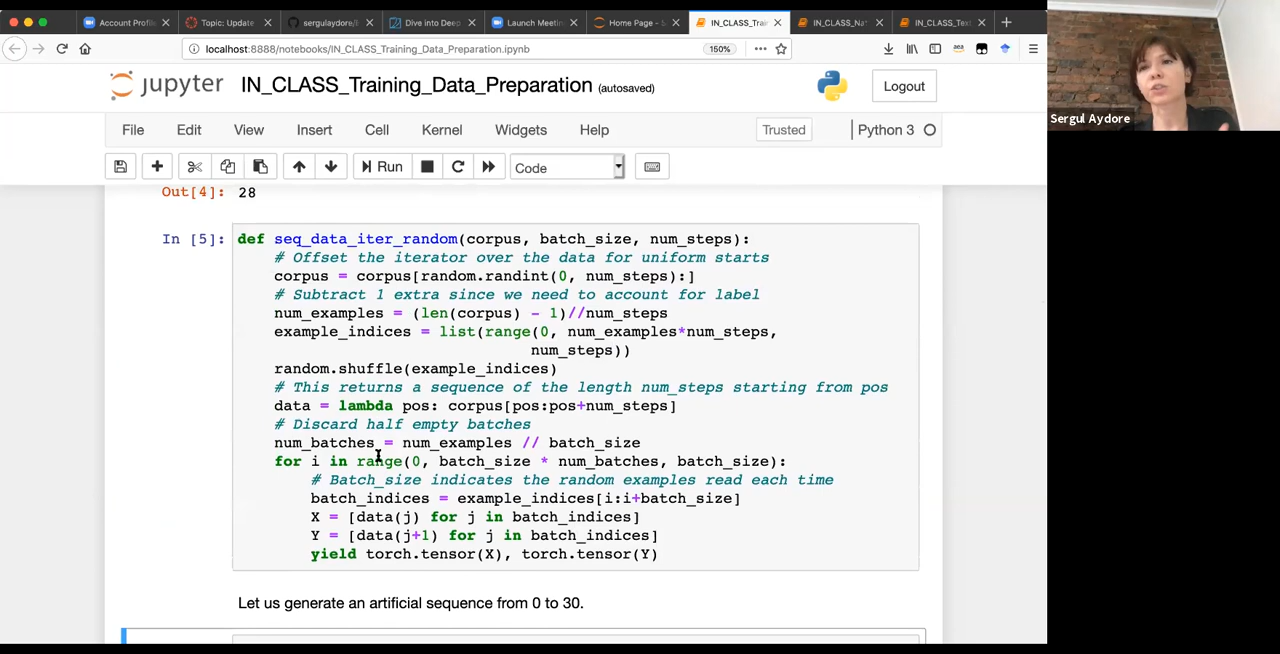 Account Profil
Topic: Update
sergulaydore/
Dive into Deep
Launch Meetin
Home Page - S
IN_CLASS_Trai
IN_CLASS_Na
IN_CLASS_Text
localhost:8888/notebooks/IN_CLASS_Training_Data_Preparation.ipynb
150%
jupyter IN_CLASS_Training_Data_Preparation (autosaved)
Logout
File Edit View Insert Cell Kernel Widgets Help
Trusted
Python 3
Run
Code
Out[4]: 28
In [5]: def seq_data_iter_random(corpus, batch_size, num_steps):
# Offset the iterator over the data for uniform starts
corpus = corpus[random.randint(0, num_steps):]
# Subtract 1 extra since we need to account for label
num_examples = (len(corpus) - 1)//num_steps
example_indices = list(range(0, num_examples*num_steps,
num_steps))
random.shuffle(example_indices)
# This returns a sequence of the length num_steps starting from pos
data = lambda pos: corpus[pos:pos+num_steps]
# Discard half empty batches
num_batches = num_examples // batch_size
for i in range(0, batch_size * num_batches, batch_size):
# Batch_size indicates the random examples read each time
batch_indices = example_indices[i:i+batch_size]
X = [data(j) for j in batch_indices]
Y = [data(j+1) for j in batch_indices]
yield torch.tensor(X), torch.tensor(Y)
Let us generate an artificial sequence from 0 to 30.
Sergul Aydore